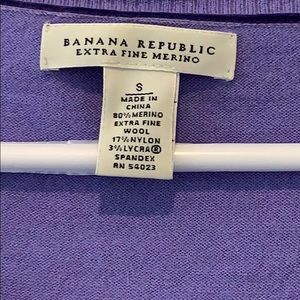 BANANA REPUBLIC
EXTRA FINE MERINO
S
MADE IN
CHINA
80% MERINO
EXTRA FINE
WOOL
17% NYLON
3% LYCRA®
SPANDEX
RN 54023